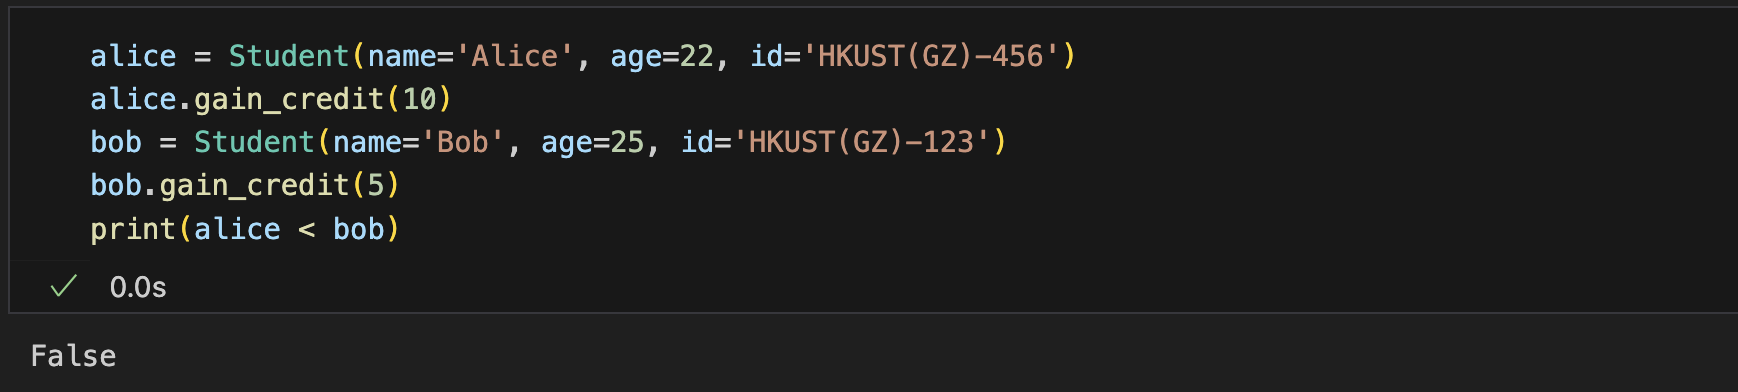 alice = Student(name='Alice', age=22, id='HKUST(GZ)-456')
alice.gain_credit(10)
bob = Student(name='Bob', age=25, id='HKUST(GZ)-123')
bob.gain_credit(5)
print(alice < bob)
0.0s
False